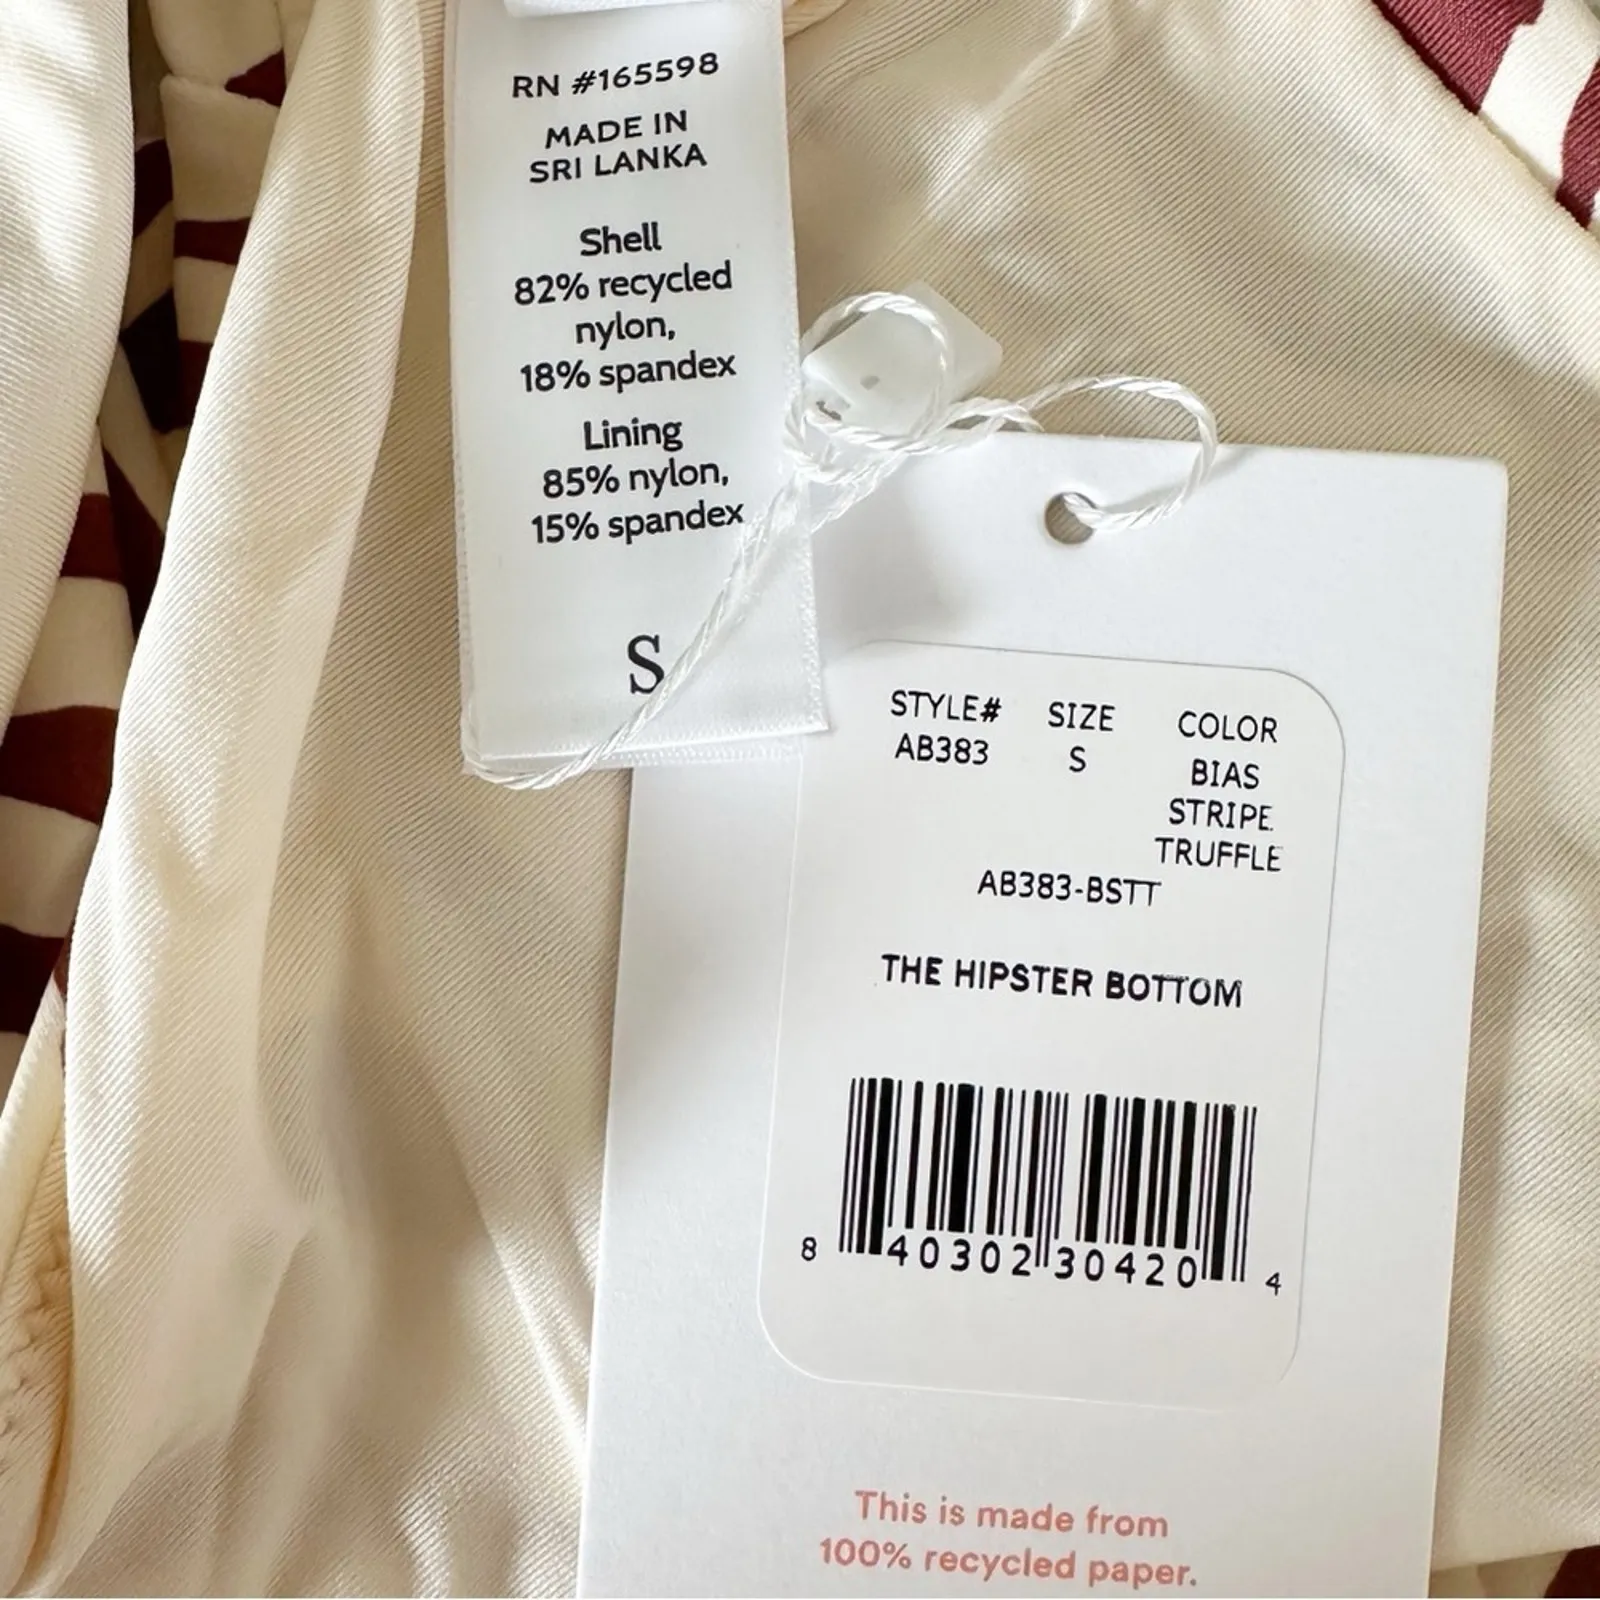 RN #165598
MADE IN
SRI LANKA
Shell
82% recycled
nylon,
18% spandex
Lining
85% nylon,
15% spandex
S
STYLE# SIZE COLOR
AB383 S BIAS
STRIPE
TRUFFLE
AB383-BSTT
THE HIPSTER BOTTOM
8 40302 30420 4
This is made from
100% recycled paper.